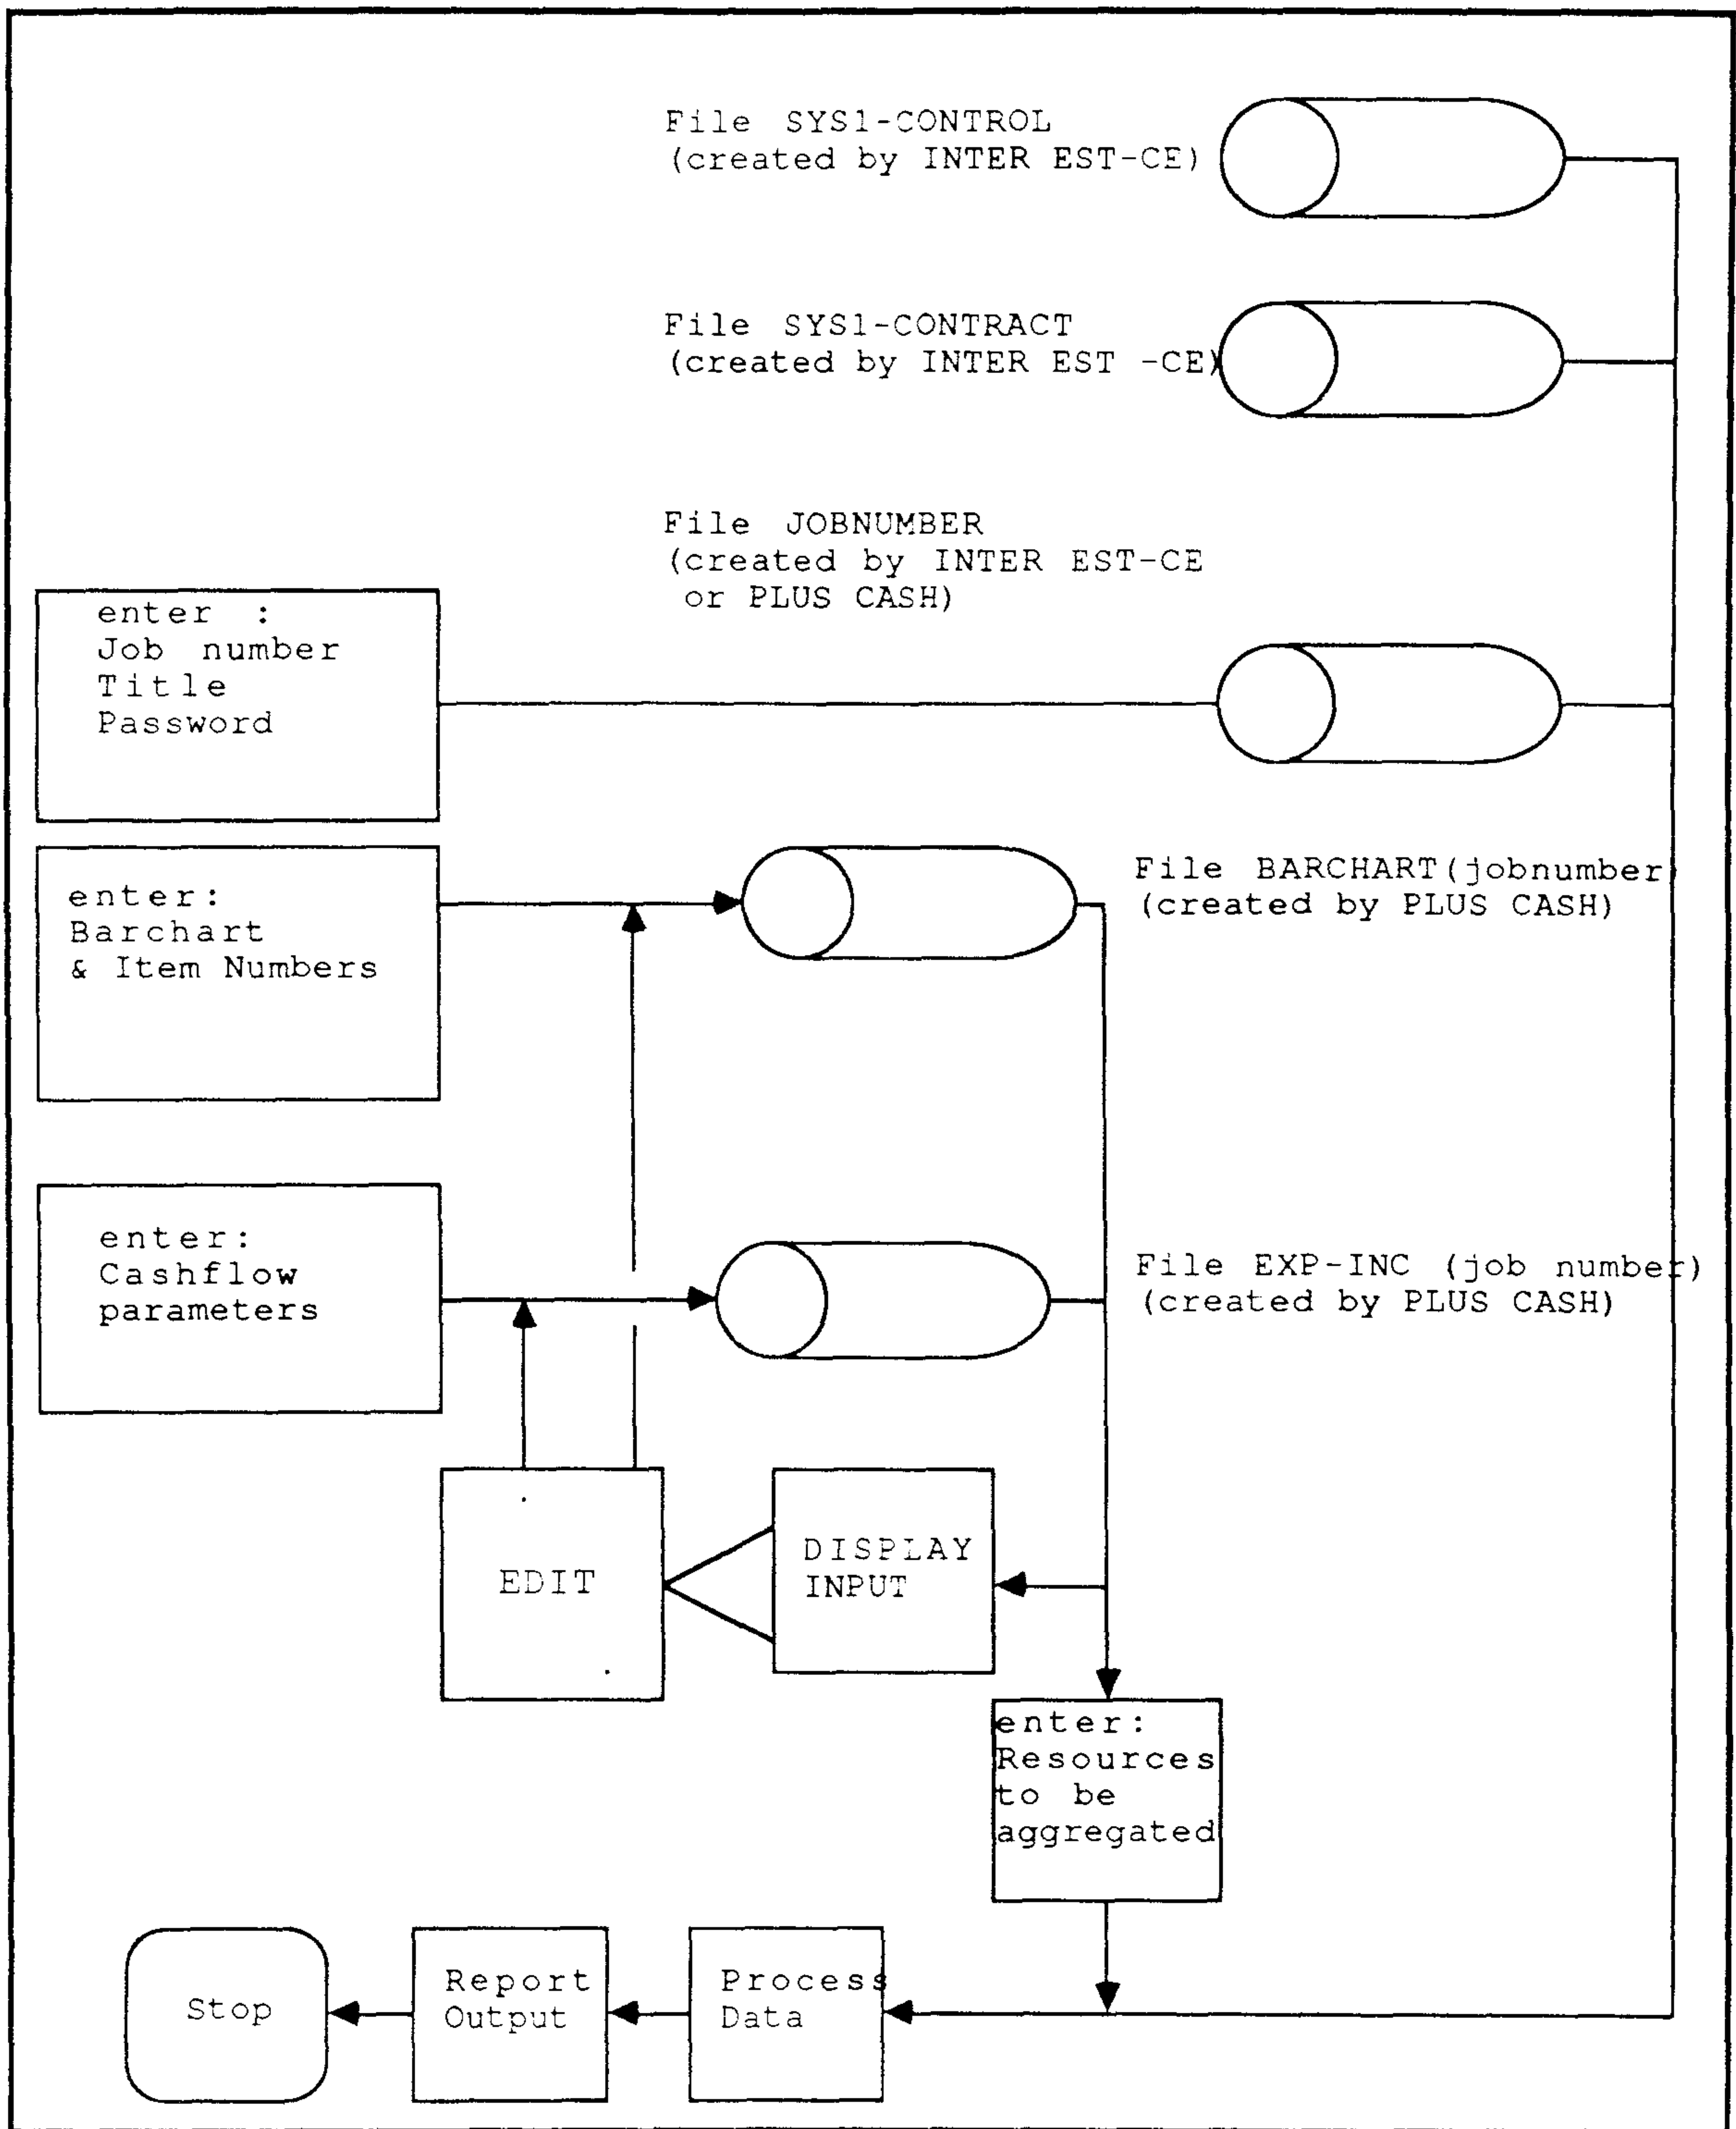 File SYS1-CONTROL
(created by INTER EST-CE)
File SYS1-CONTRACT
(created by INTER EST -CE)
File JOBNUMBER
(created by INTER EST-CE
or PLUS CASH)
enter :
Job number
Title
Password
enter:
Barchart
& Item Numbers
File BARCHART(jobnumber)
(created by PLUS CASH)
enter:
Cashflow
parameters
File EXP-INC (job number)
(created by PLUS CASH)
EDIT
DISPLAY
INPUT
enter:
Resources
to be
aggregated
Stop
Report
Output
Process
Data